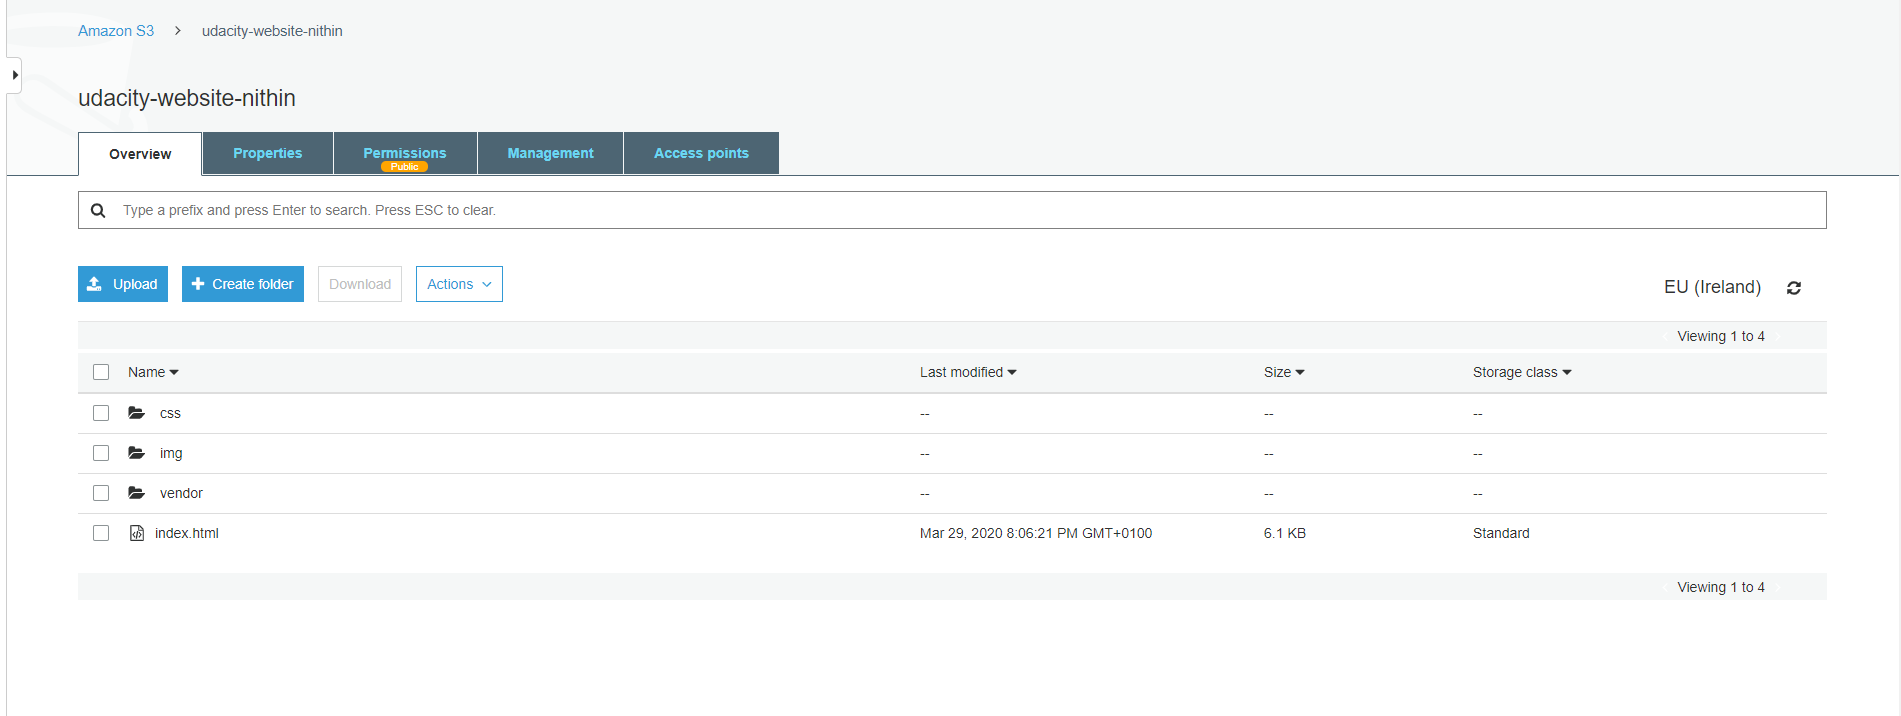 Amazon S3 > udacity-website-nithin
udacity-website-nithin
Overview Properties Permissions Management Access points
Public
Type a prefix and press Enter to search. Press ESC to clear.
Upload Create folder Download Actions
EU (Ireland)
Viewing 1 to 4
Name Last modified Size Storage class
css -- -- --
img -- -- --
vendor -- -- --
index.html Mar 29, 2020 8:06:21 PM GMT+0100 6.1 KB Standard
Viewing 1 to 4